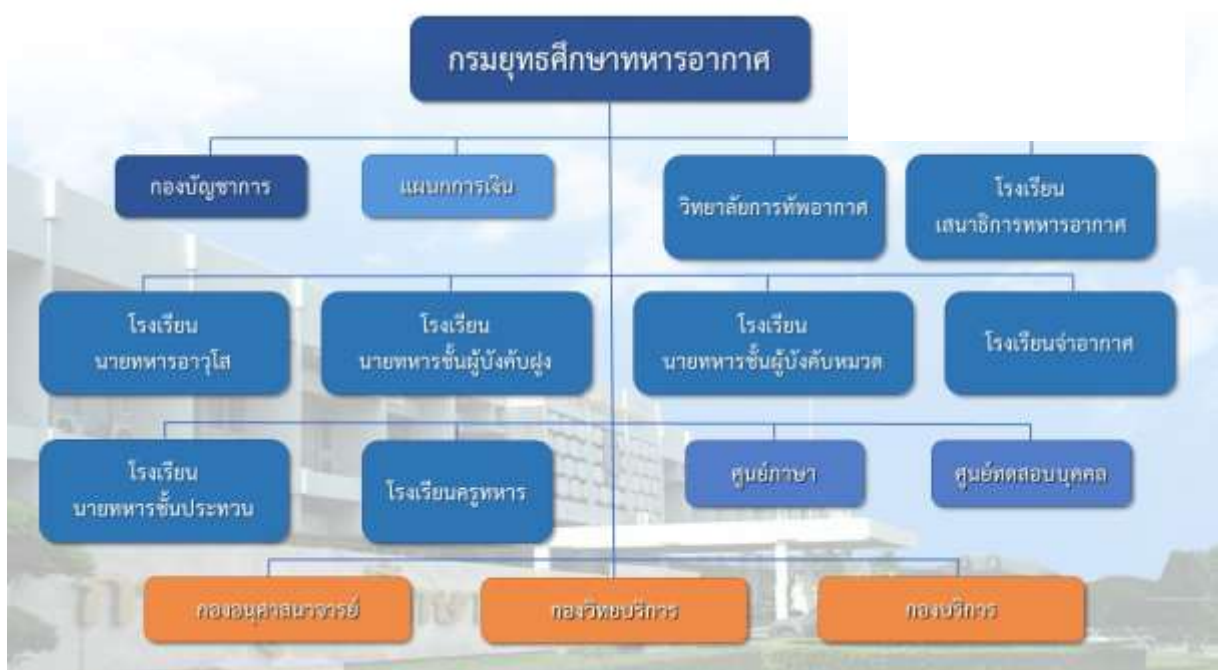 กรมยุทธศึกษาทหารอากาศ
กองบัญชาการ
แผนกการเงิน
วิทยาลัยการทัพอากาศ
โรงเรียน
เสนาธิการทหารอากาศ
โรงเรียน
นายทหารอาวุโส
โรงเรียน
นายทหารชั้นผู้บังคับฝูง
โรงเรียน
นายทหารชั้นผู้บังคับหมวด
โรงเรียนจ่าอากาศ
โรงเรียน
นายทหารชั้นประทวน
โรงเรียนครูทหาร
ศูนย์ภาษา
ศูนย์ทดสอบบุคคล
กองอนุศาสนาจารย์
กองวิทยบริการ
กองบริการ